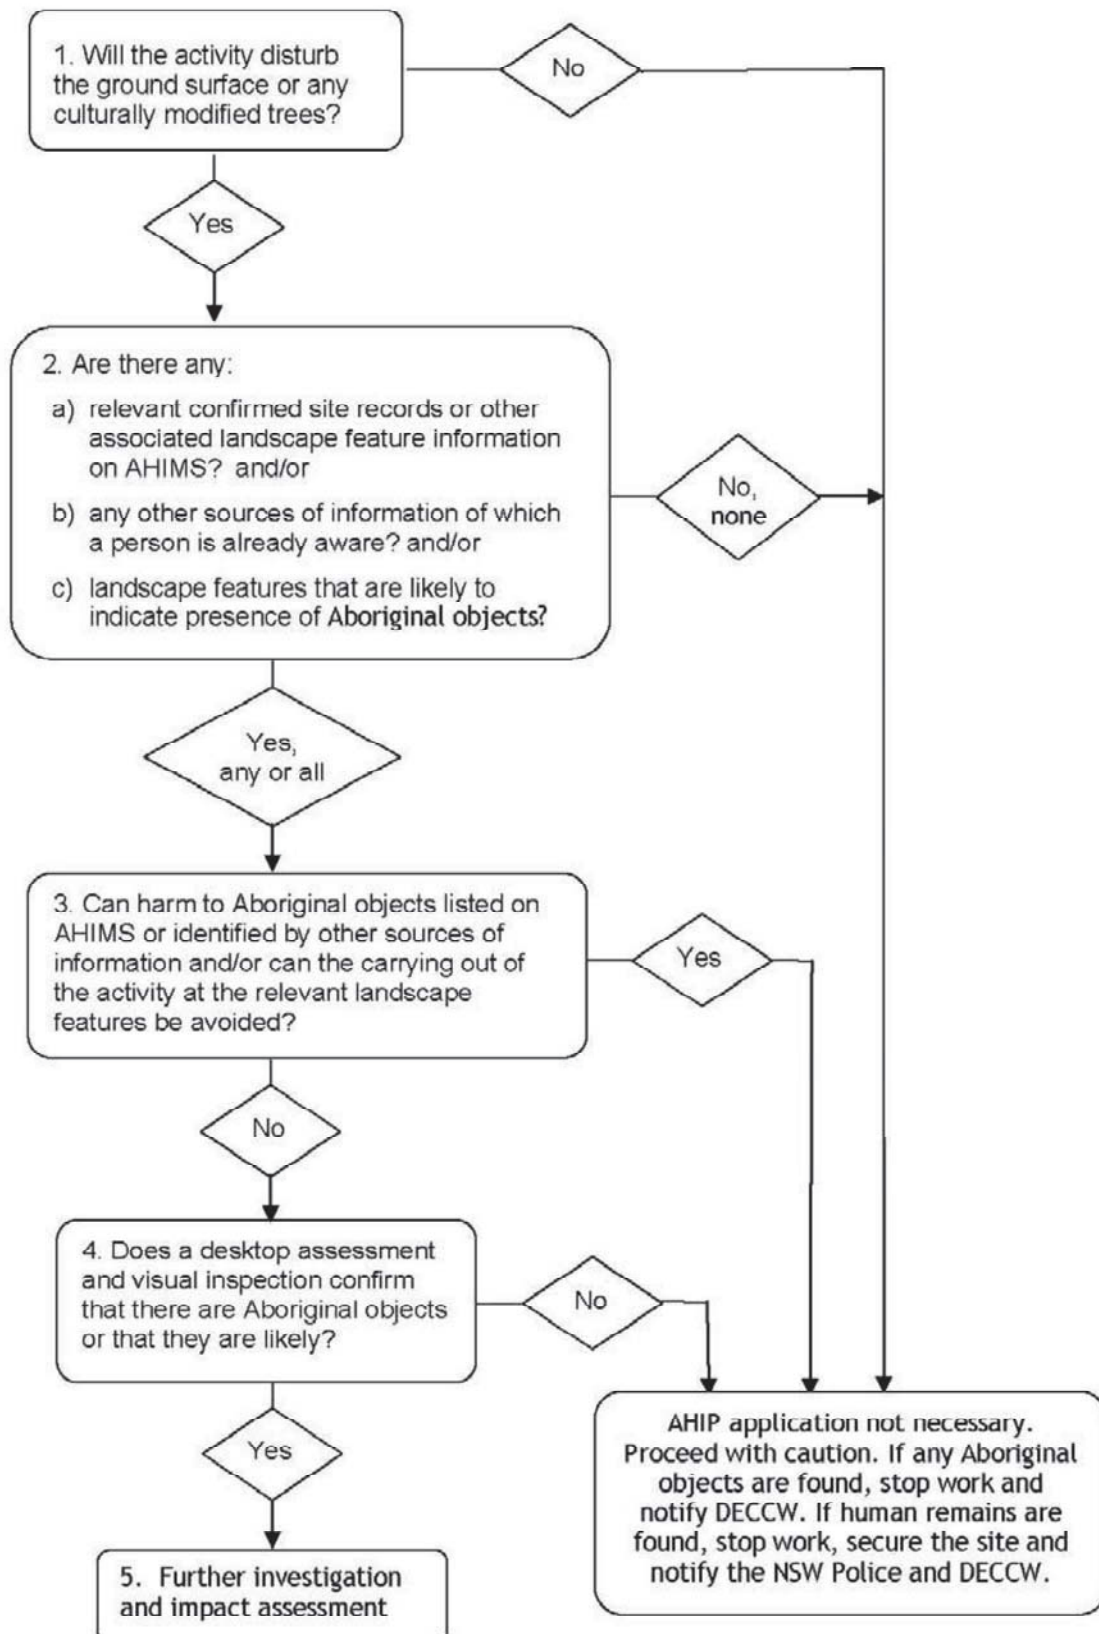 1. Will the activity disturb
the ground surface or any
culturally modified trees?
No
Yes
2. Are there any:
a) relevant confirmed site records or other
associated landscape feature information
on AHIMS? and/or
b) any other sources of information of which
a person is already aware? and/or
c) landscape features that are likely to
indicate presence of Aboriginal objects?
No,
none
Yes,
any or all
3. Can harm to Aboriginal objects listed on
AHIMS or identified by other sources of
information and/or can the carrying out of
the activity at the relevant landscape
features be avoided?
Yes
No
4. Does a desktop assessment
and visual inspection confirm
that there are Aboriginal objects
or that they are likely?
No
Yes
AHIP application not necessary.
Proceed with caution. If any Aboriginal
objects are found, stop work and
notify DECCW. If human remains are
found, stop work, secure the site and
notify the NSW Police and DECCW.
5. Further investigation
and impact assessment